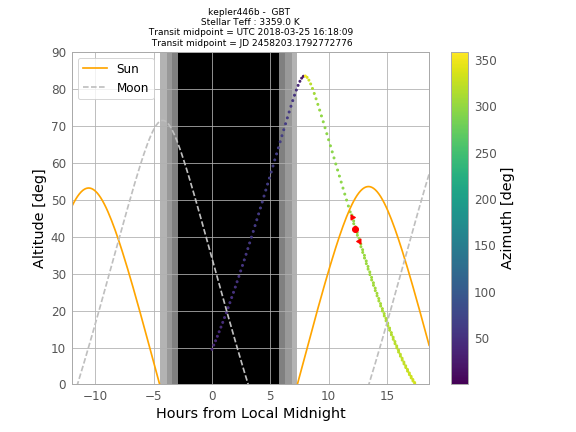 kepler446b - GBT
Stellar Teff : 3359.0 K
Transit midpoint = UTC 2018-03-25 16:18:09
Transit midpoint = JD 2458203.1792772776
Sun
Moon
Altitude [deg]
90
80
70
60
50
40
30
20
10
0
−10
−5
0
5
10
15
Hours from Local Midnight
350
300
250
200
150
100
50
Azimuth [deg]